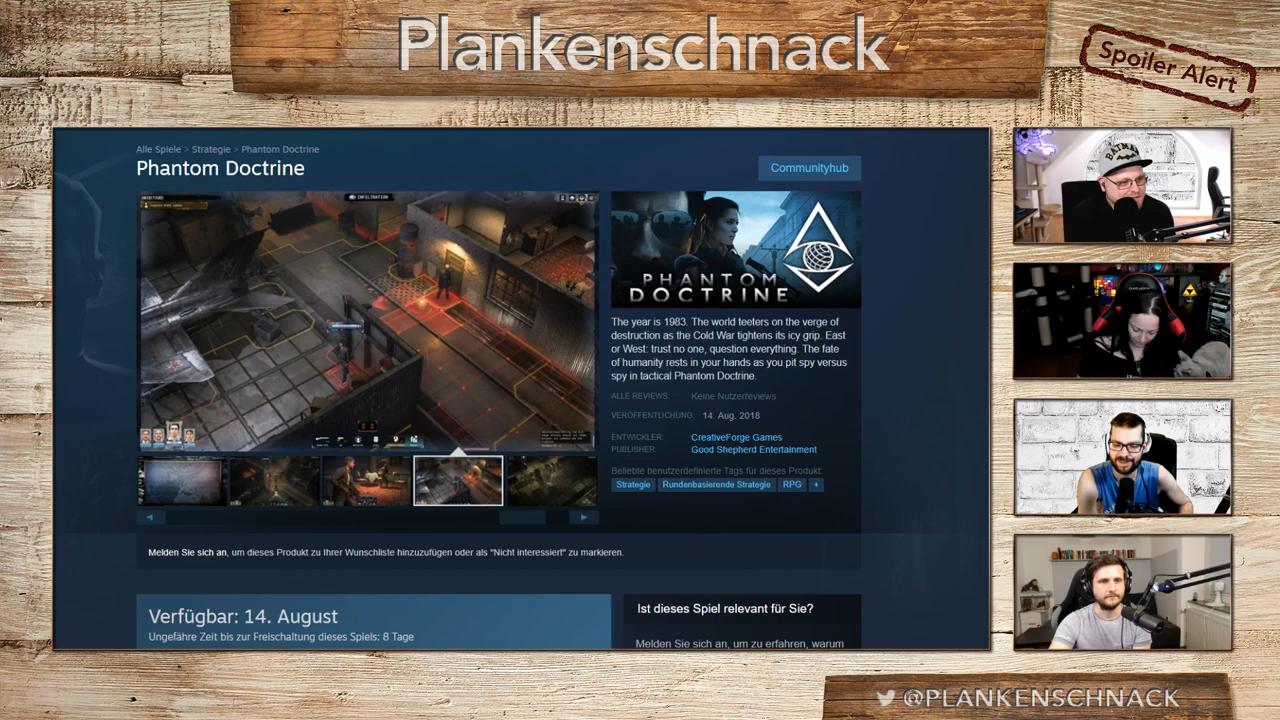 Plankenschnack
Spoiler Alert
Alle Spiele > Strategie > Phantom Doctrine
Phantom Doctrine
Communityhub
INFILTRATION
PHANTOM
DOCTRINE
The year is 1983. The world teeters on the verge of
destruction as the Cold War tightens its icy grip. East
or West: trust no one, question everything. The fate
of humanity rests in your hands as you pit spy versus
spy in tactical Phantom Doctrine.
ALLE REVIEWS: Keine Nutzerreviews
VERÖFFENTLICHUNG: 14. Aug. 2018
ENTWICKLER: CreativeForge Games
PUBLISHER: Good Shepherd Entertainment
Beliebte benutzerdefinierte Tags für dieses Produkt:
Strategie Rundenbasierende Strategie RPG +
Melden Sie sich an, um dieses Produkt zu Ihrer Wunschliste hinzuzufügen oder als "Nicht interessiert" zu markieren.
Verfügbar: 14. August
Ungefähre Zeit bis zur Freischaltung dieses Spiels: 8 Tage
Ist dieses Spiel relevant für Sie?
Melden Sie sich an, um zu erfahren, warum
BATMAN
@PLANKENSCHNACK